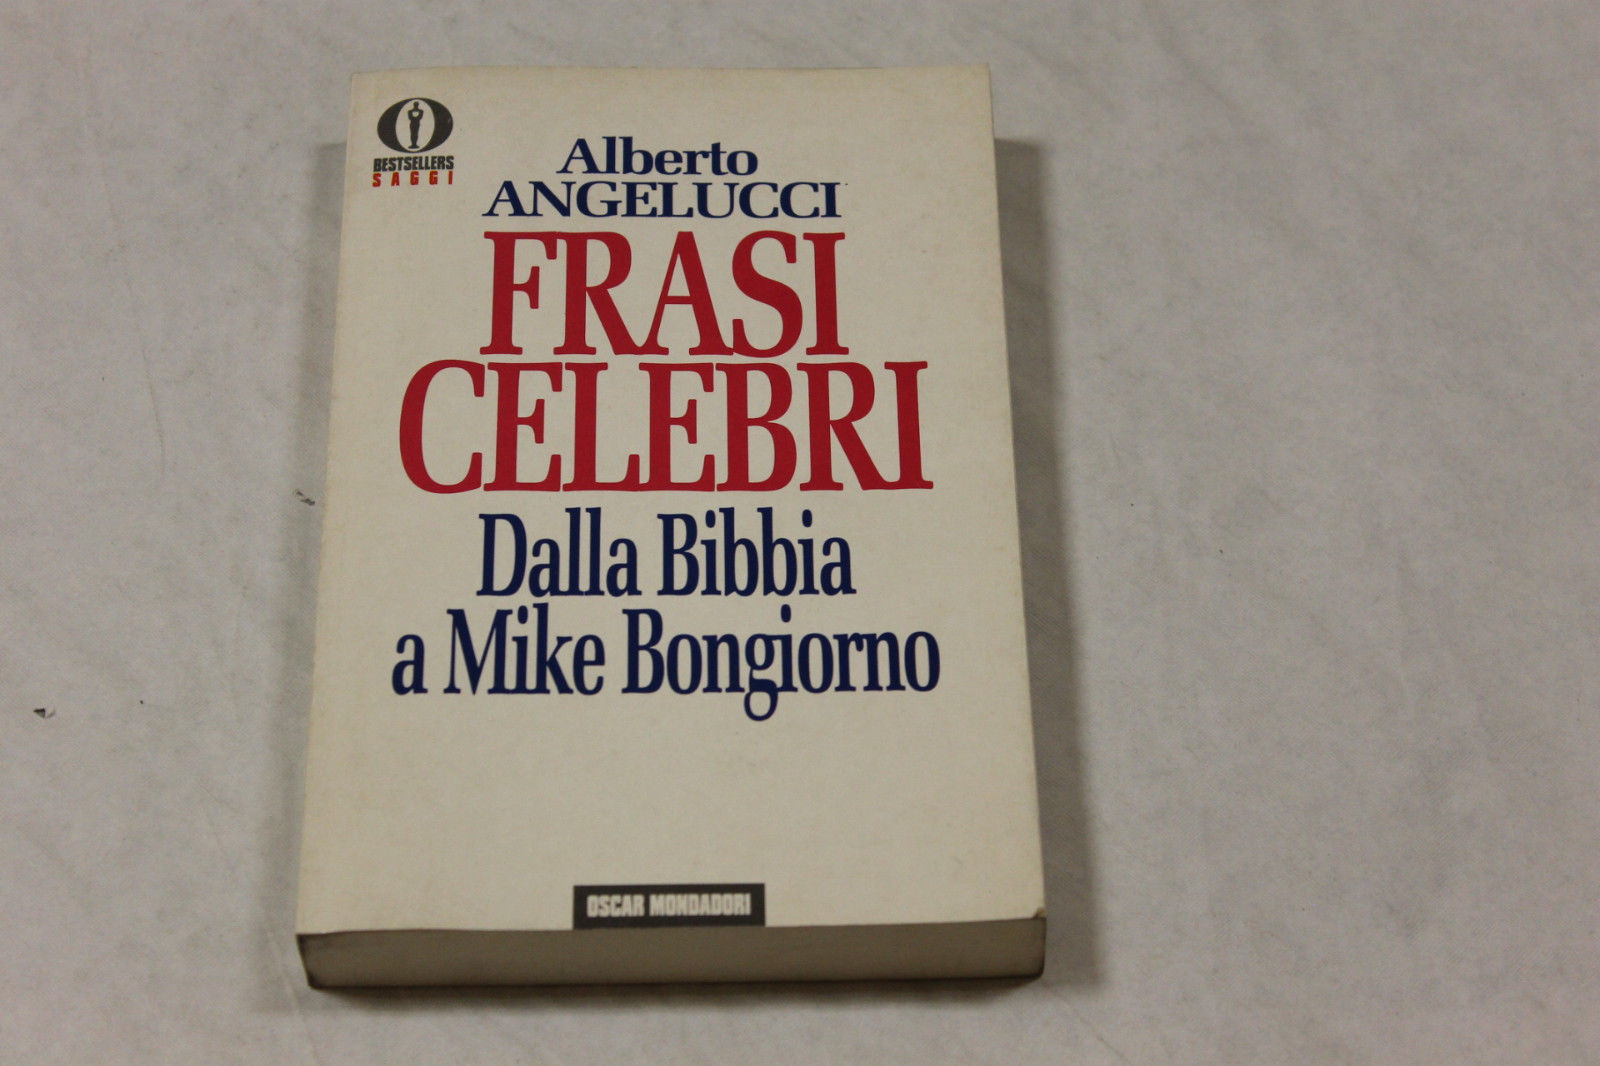 BESTSELLERS
SAGGI
Alberto
ANGELUCCI
FRASI
CELEBRI
Dalla Bibbia
a Mike Bongiorno
OSCAR MONDADORI